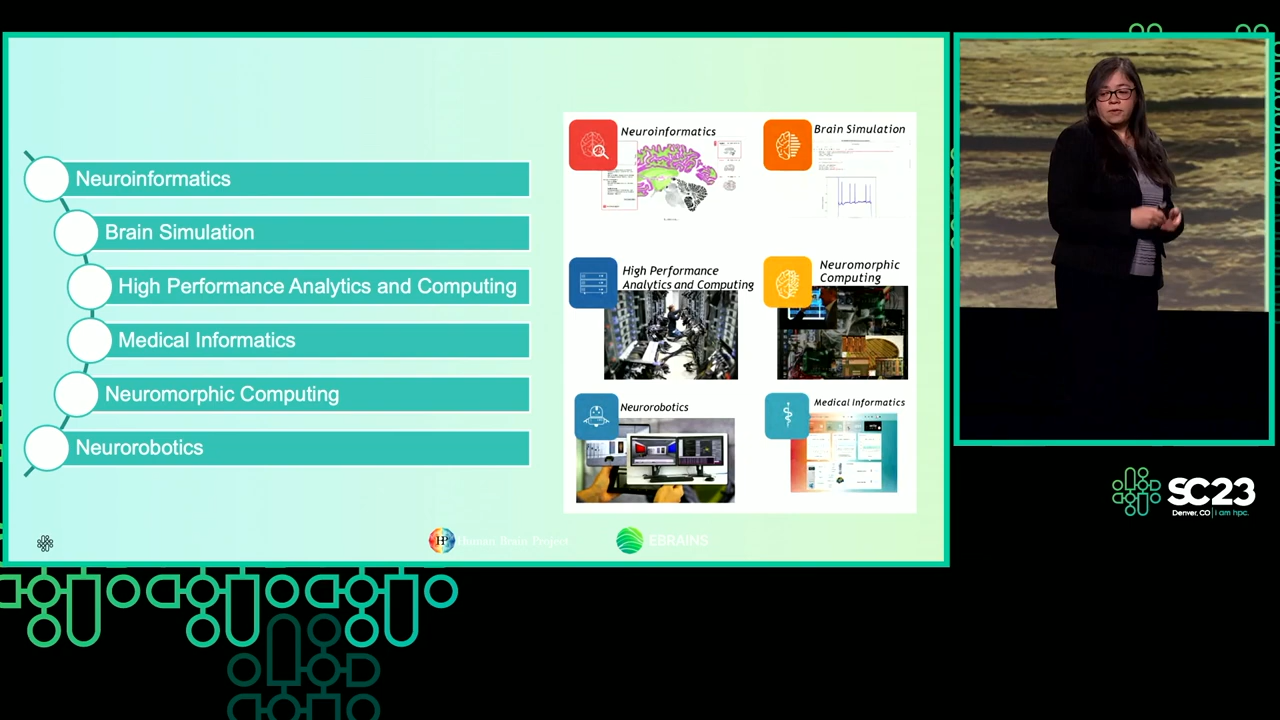 Neuroinformatics
Brain Simulation
High Performance Analytics and Computing
Medical Informatics
Neuromorphic Computing
Neurorobotics
Neuroinformatics
Brain Simulation
High Performance
Analytics and Computing
Neuromorphic
Computing
Neurorobotics
Medical Informatics
HP Human Brain Project
EBRAINS
SC23
Denver, CO | i am hpc.